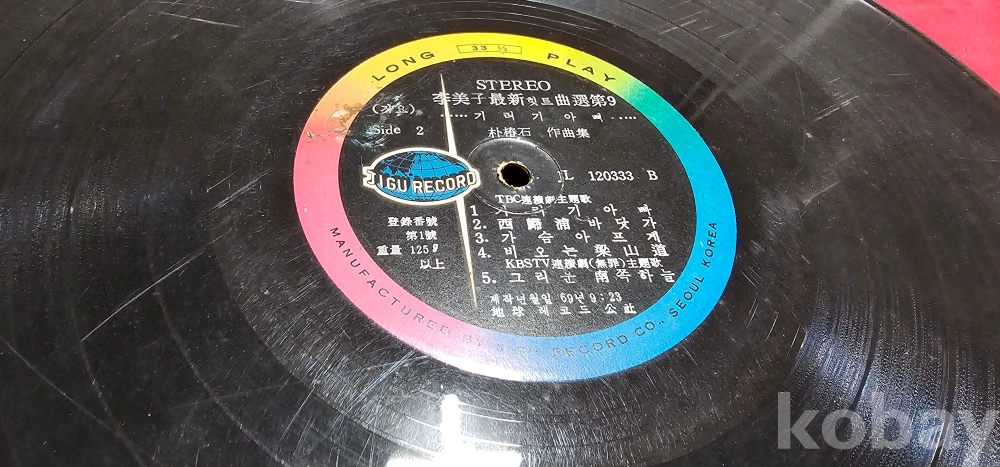 LONG 33 ⅓ PLAY
STEREO
李美子最新힛트曲選第9
(가요) ······기러기아빠·····
Side 2 朴椿石 作曲集
JIGU RECORD
JL 120333 B
登錄番號
第1號
重量 125g
以上
TBC連續劇主題歌
1. 기러기아빠
2. 西歸浦바닷가
3. 가슴아프게
4. 비오는梁山道
KBSTV連續劇(無罪)主題歌
5. 그리운南쪽하늘
제작년월일 69년 9:23
地球레코드公社
MANUFACTURED BY JIGU RECORD CO., SEOUL KOREA
kobay